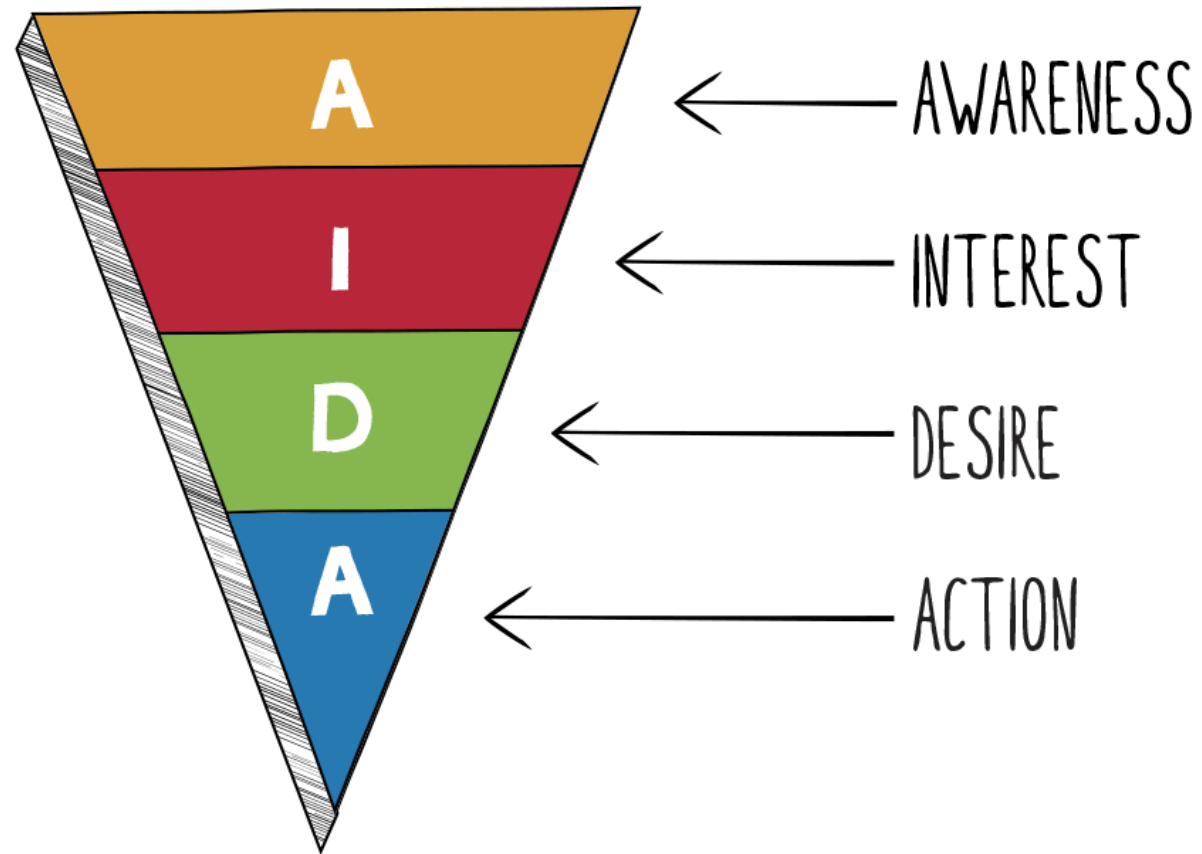 A
AWARENESS
I
INTEREST
D
DESIRE
A
ACTION